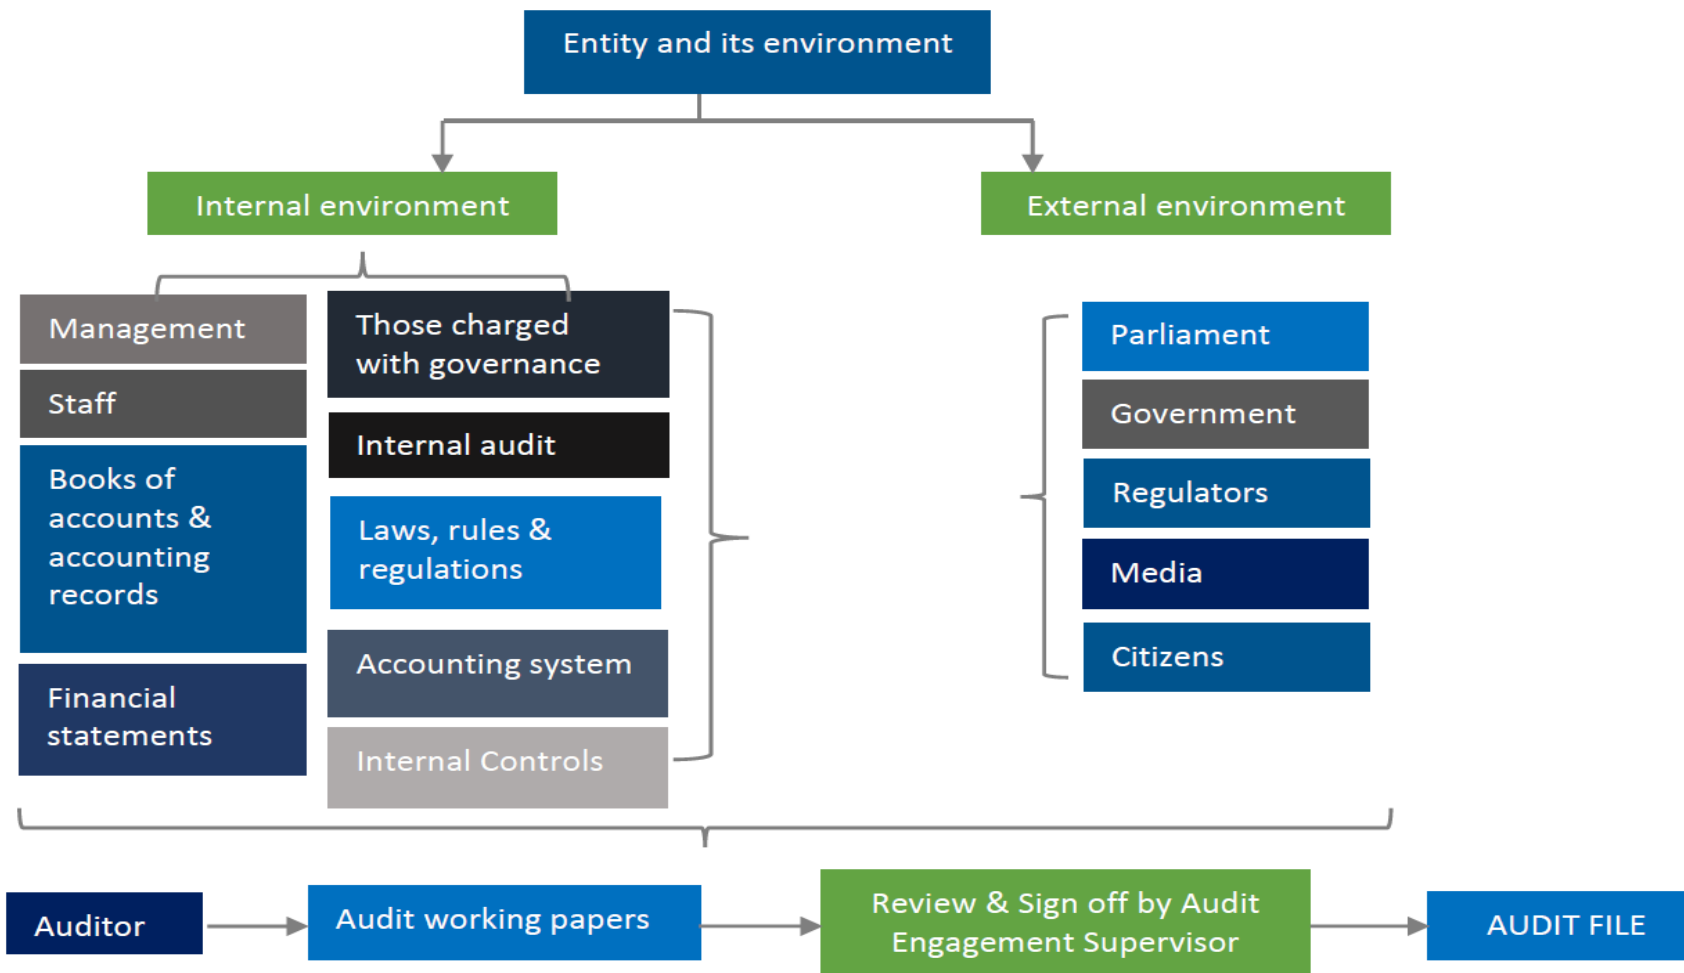 Entity and its environment
Internal environment
External environment
Management
Staff
Books of
accounts &
accounting
records
Financial
statements
Those charged
with governance
Internal audit
Laws, rules &
regulations
Accounting system
Internal Controls
Parliament
Government
Regulators
Media
Citizens
Auditor
Audit working papers
Review & Sign off by Audit
Engagement Supervisor
AUDIT FILE